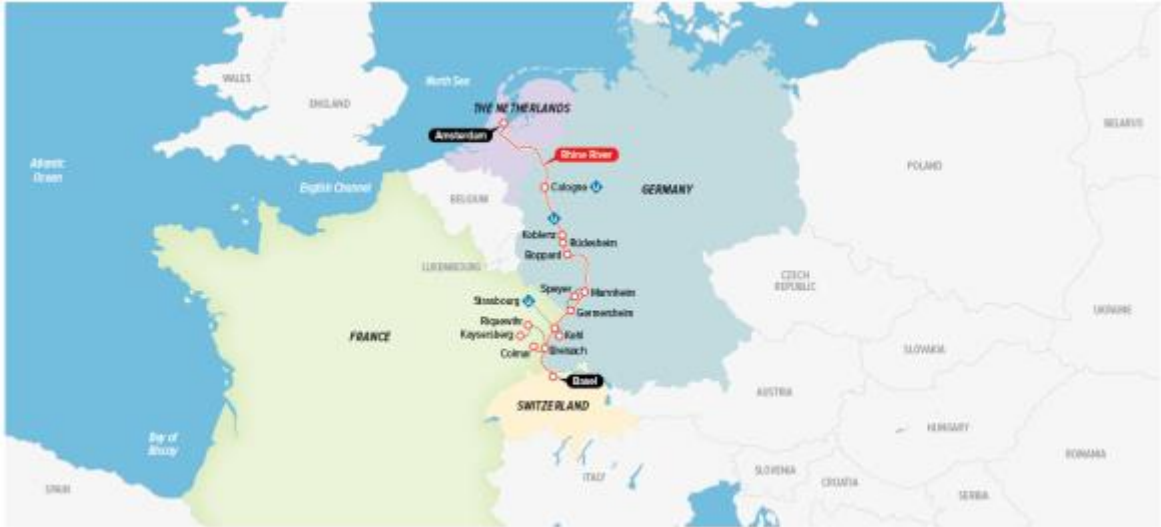 North Sea
WALES
ENGLAND
THE NETHERLANDS
Amsterdam
Rhine River
BELARUS
Atlantic
Ocean
English Channel
BELGIUM
Cologne
GERMANY
POLAND
Koblenz
Rüdesheim
Boppard
LUXEMBOURG
CZECH
REPUBLIC
Speyer
Mannheim
Strasbourg
Germersheim
UKRAINE
Riquewihr
Kaysersberg
Kehl
FRANCE
Colmar
Breisach
SLOVAKIA
Basel
AUSTRIA
SWITZERLAND
HUNGARY
Bay of
Biscay
ROMANIA
SPAIN
ITALY
SLOVENIA
CROATIA
SERBIA